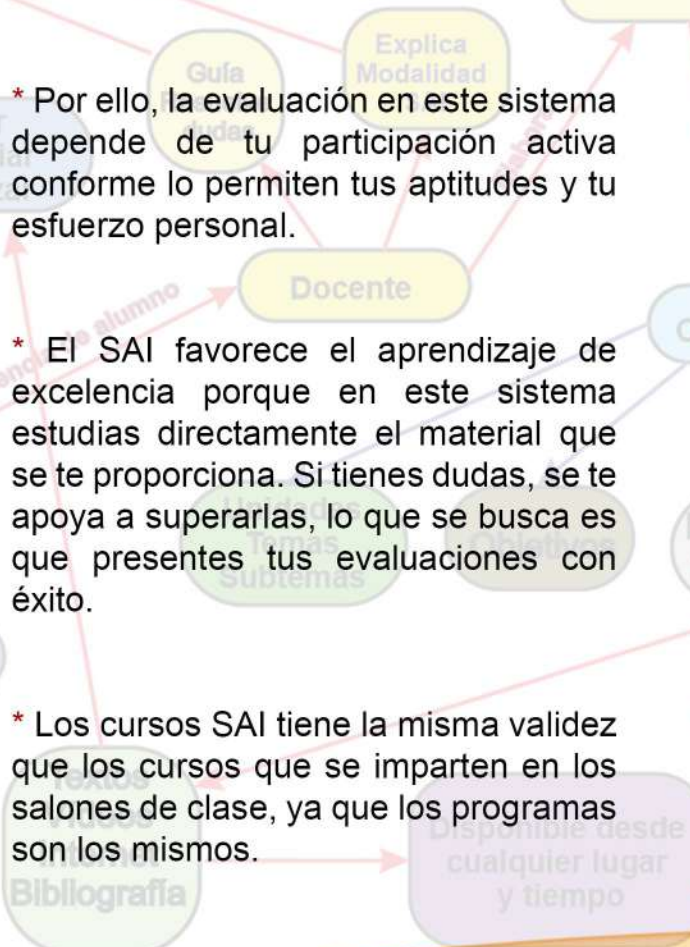 Explica
Modalidad
Guía
dudas
* Por ello, la evaluación en este sistema
depende de tu participación activa
conforme lo permiten tus aptitudes y tu
esfuerzo personal.
Docente
alumno
* El SAI favorece el aprendizaje de
excelencia porque en este sistema
estudias directamente el material que
se te proporciona. Si tienes dudas, se te
apoya a superarlas, lo que se busca es
que presentes tus evaluaciones con
éxito.
Unidades
Temas
Subtemas
Objetivos
* Los cursos SAI tiene la misma validez
que los cursos que se imparten en los
salones de clase, ya que los programas
son los mismos.
Textos
Internet
Bibliografía
Disponible desde
cualquier lugar
y tiempo